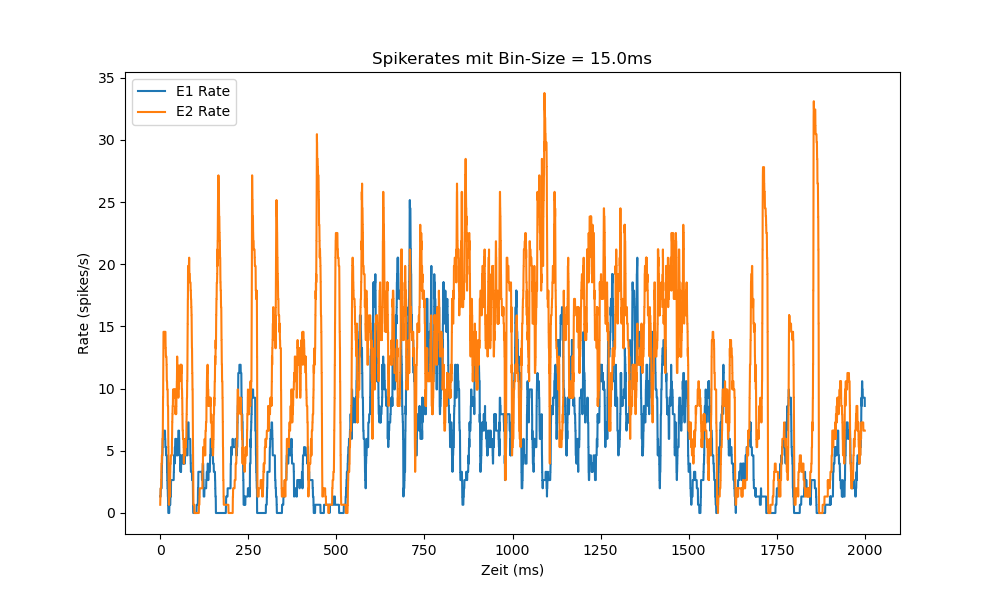 Spikerates mit Bin-Size = 15.0ms
E1 Rate
E2 Rate
Rate (spikes/s)
35
30
25
20
15
10
5
0
0 250 500 750 1000 1250 1500 1750 2000
Zeit (ms)